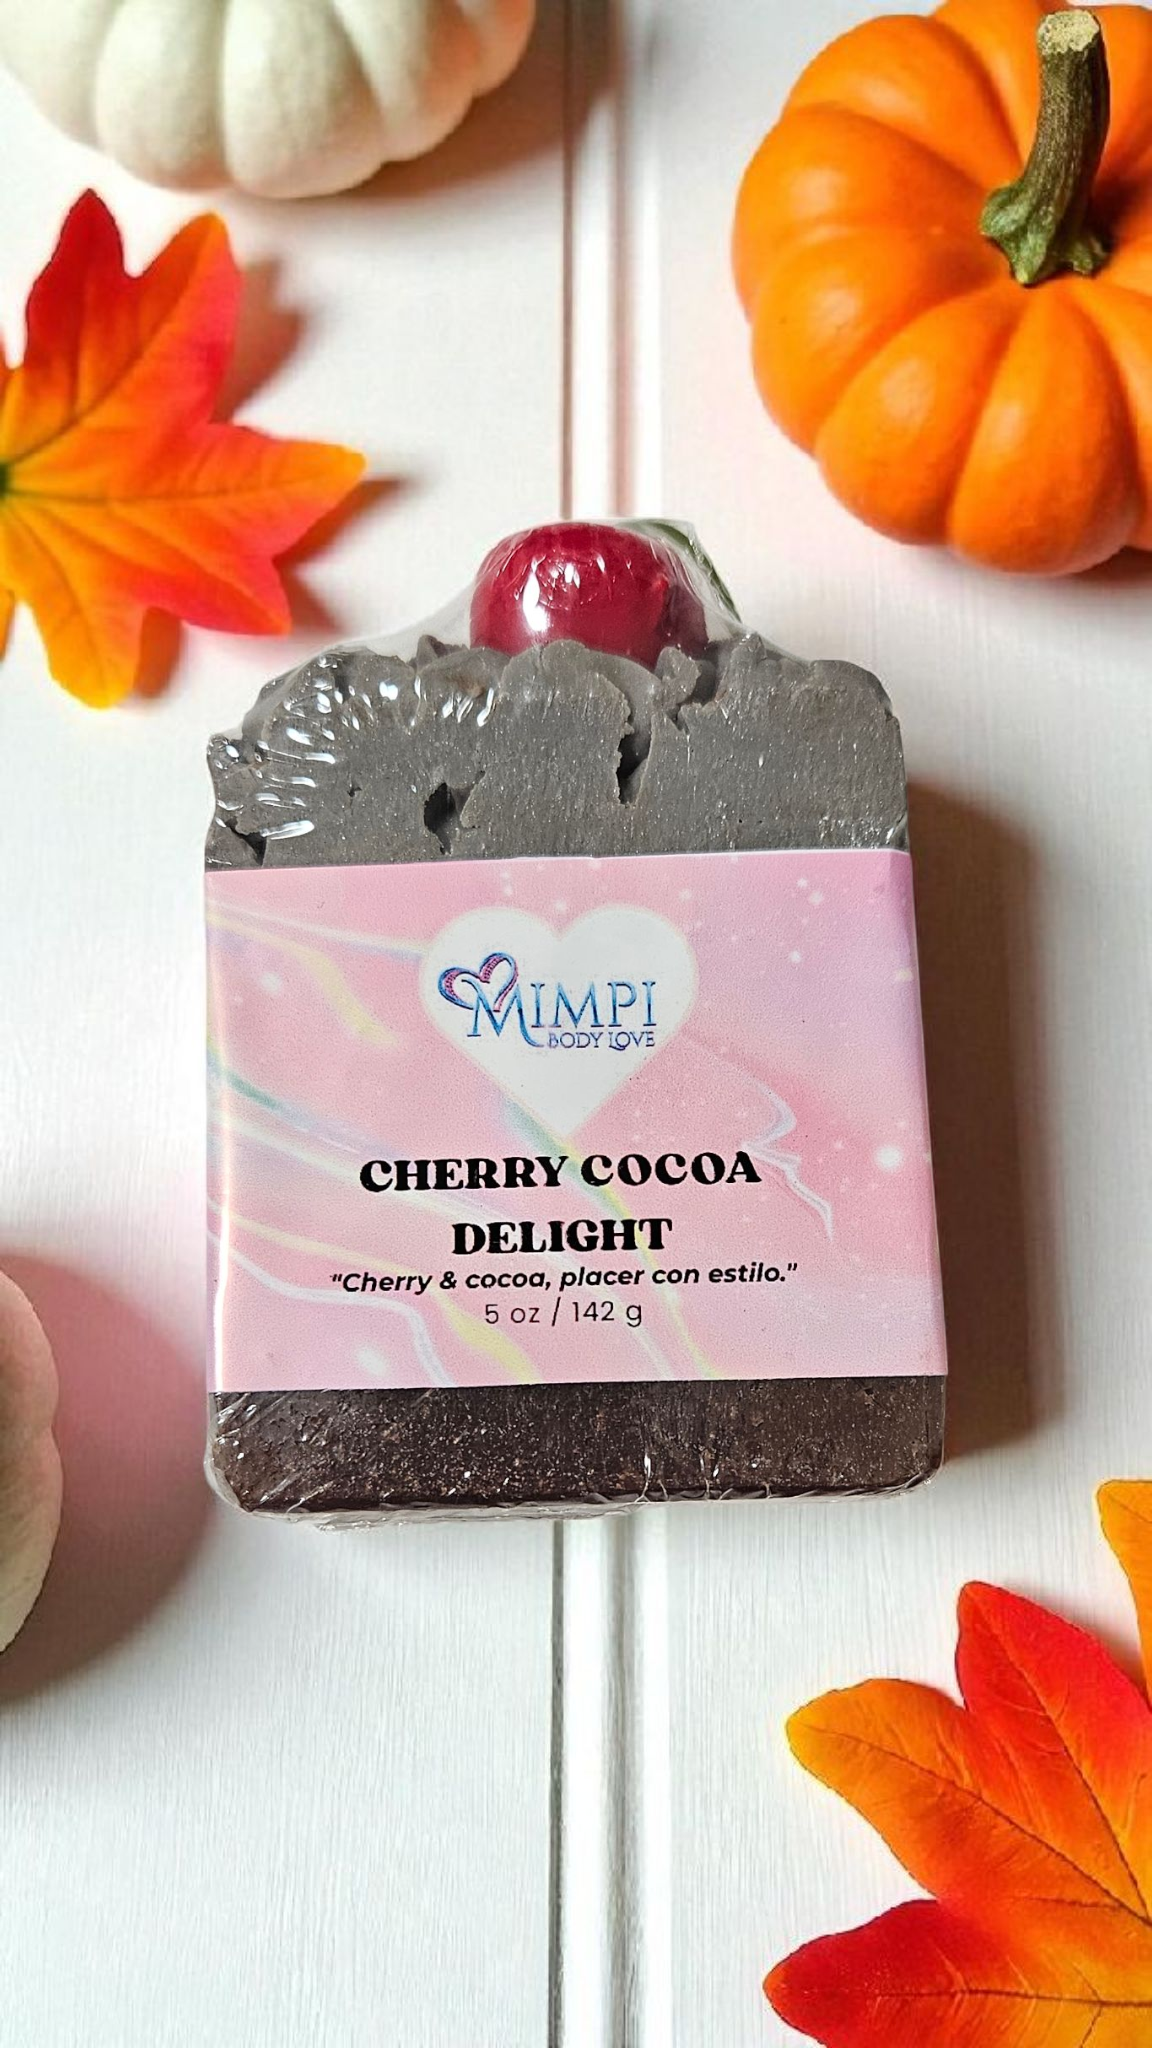 MIMPI
BODY LOVE
CHERRY COCOA
DELIGHT
"Cherry & cocoa, placer con estilo."
5 oz / 142 g